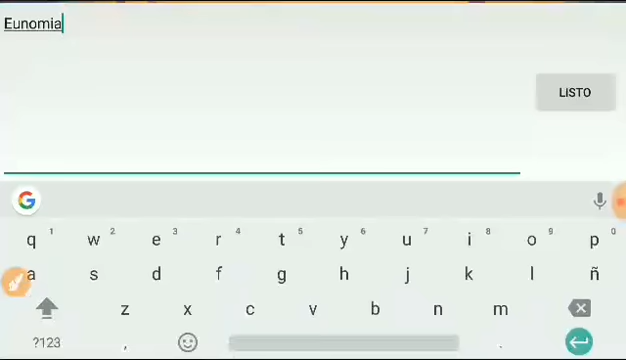 Eunomia
LISTO
q 1 w 2 e 3 r 4 t 5 y 6 u 7 i 8 o 9 p 0
a s d f g h j k l ñ
z x c v b n m
?123 , .